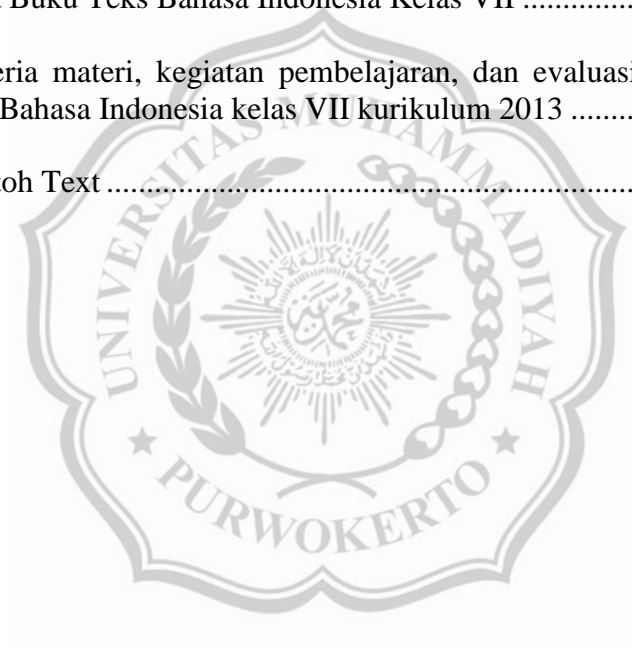 Buku Teks Bahasa Indonesia Kelas VII ..............
eria materi, kegiatan pembelajaran, dan evaluasi
Bahasa Indonesia kelas VII kurikulum 2013 ........
toh Text ....................................................................
UNIVERSITAS MUHAMMADIYAH
PURWOKERTO